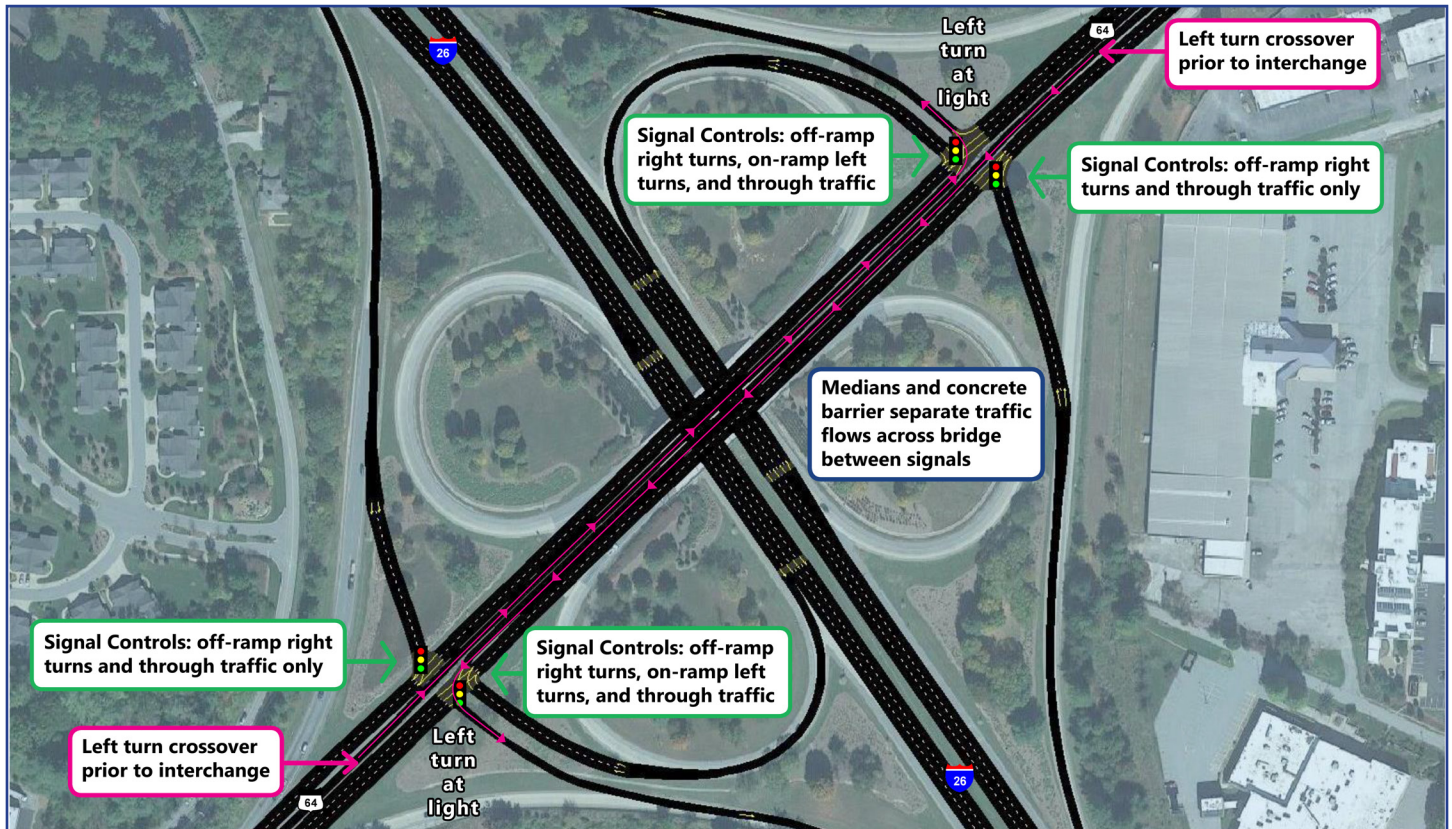 26
Left
turn
at
light
64
Left turn crossover
prior to interchange
Signal Controls: off-ramp
right turns, on-ramp left
turns, and through traffic
Signal Controls: off-ramp right
turns and through traffic only
Medians and concrete
barrier separate traffic
flows across bridge
between signals
Signal Controls: off-ramp right
turns and through traffic only
Signal Controls: off-ramp
right turns, on-ramp left
turns, and through traffic
Left turn crossover
prior to interchange
Left
turn
at
light
64
26